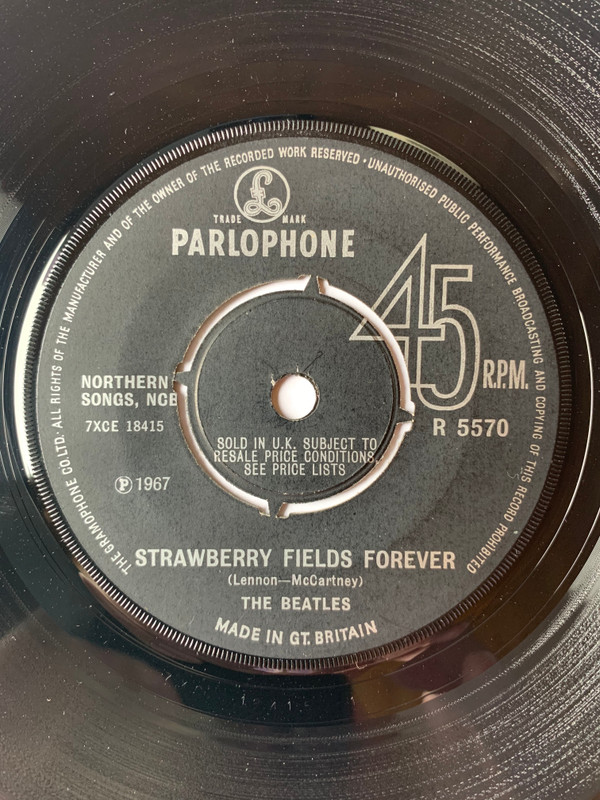 THE GRAMOPHONE CO.LTD. ALL RIGHTS OF THE MANUFACTURER AND OF THE OWNER OF THE RECORDED WORK RESERVED · UNAUTHORISED PUBLIC PERFORMANCE BROADCASTING AND COPYING OF THIS RECORD PROHIBITED
£
TRADE MARK
PARLOPHONE
45
R.P.M.
NORTHERN
SONGS, NCB
7XCE 18415
R 5570
SOLD IN U.K. SUBJECT TO
RESALE PRICE CONDITIONS,
SEE PRICE LISTS
℗ 1967
STRAWBERRY FIELDS FOREVER
(Lennon—McCartney)
THE BEATLES
MADE IN GT. BRITAIN